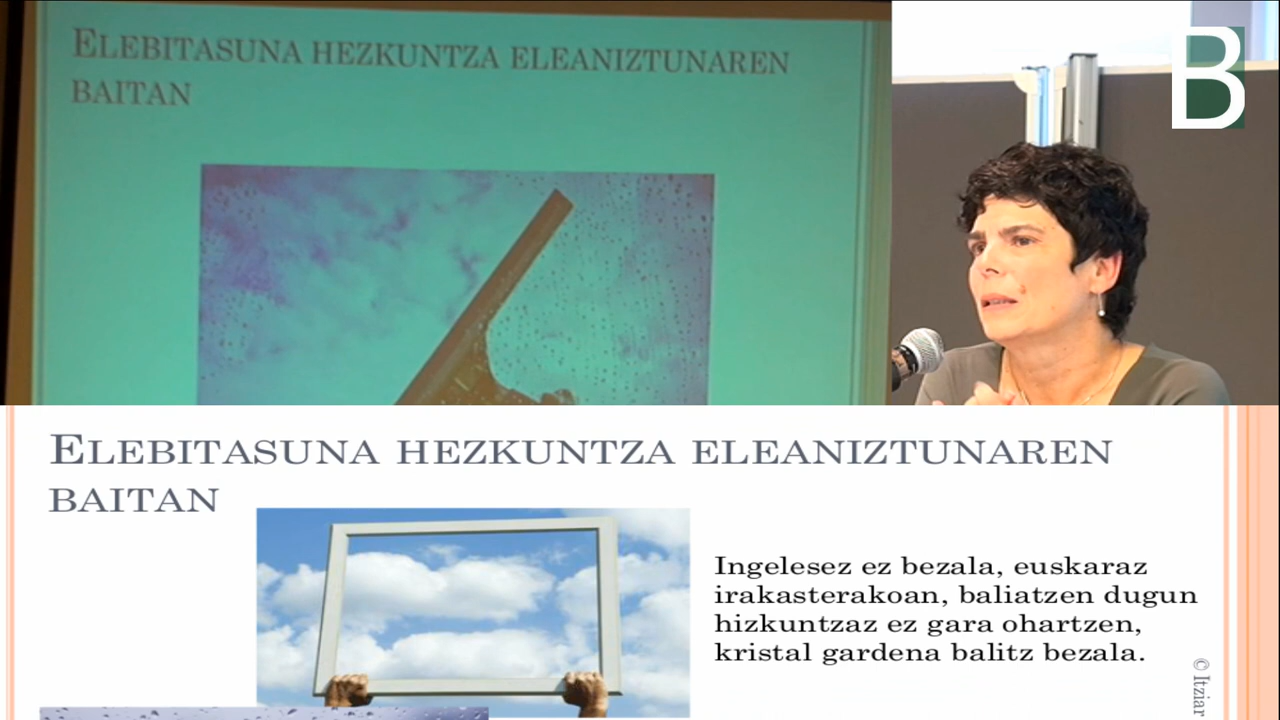 ELEBITASUNA HEZKUNTZA ELEANIZTUNAREN
BAITAN
B
ELEBITASUNA HEZKUNTZA ELEANIZTUNAREN
BAITAN
Ingelesez ez bezala, euskaraz
irakasterakoan, baliatzen dugun
hizkuntzaz ez gara ohartzen,
kristal gardena balitz bezala.
© Itziar